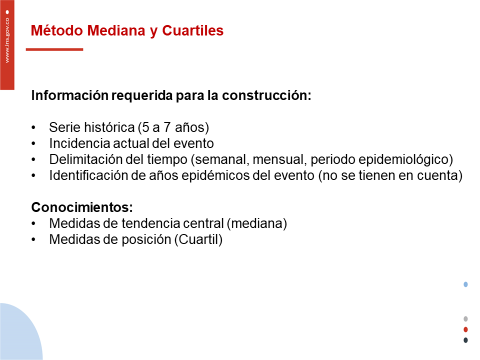 www.ins.gov.co
Método Mediana y Cuartiles
Información requerida para la construcción:
• Serie histórica (5 a 7 años)
• Incidencia actual del evento
• Delimitación del tiempo (semanal, mensual, periodo epidemiológico)
• Identificación de años epidémicos del evento (no se tienen en cuenta)
Conocimientos:
• Medidas de tendencia central (mediana)
• Medidas de posición (Cuartil)